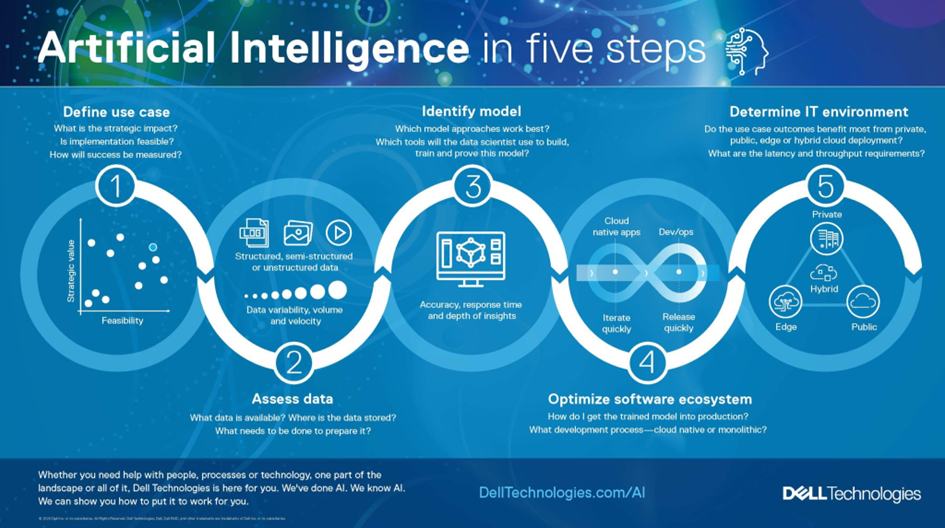 Artificial Intelligence in five steps
Define use case
What is the strategic impact?
Is implementation feasible?
How will success be measured?
1
Strategic value
Feasibility
LOG
Structured, semi-structured
or unstructured data
Data variability, volume
and velocity
2
Assess data
What data is available? Where is the data stored?
What needs to be done to prepare it?
Identify model
Which model approaches work best?
Which tools will the data scientist use to build,
train and prove this model?
3
Accuracy, response time
and depth of insights
Cloud
native apps
Dev/ops
Iterate
quickly
Release
quickly
4
Optimize software ecosystem
How do I get the trained model into production?
What development process—cloud native or monolithic?
Determine IT environment
Do the use case outcomes benefit most from private,
public, edge or hybrid cloud deployment?
What are the latency and throughput requirements?
5
Private
Hybrid
Edge
Public
Whether you need help with people, processes or technology, one part of the
landscape or all of it, Dell Technologies is here for you. We've done AI. We know AI.
We can show you how to put it to work for you.
DellTechnologies.com/AI
DELL Technologies